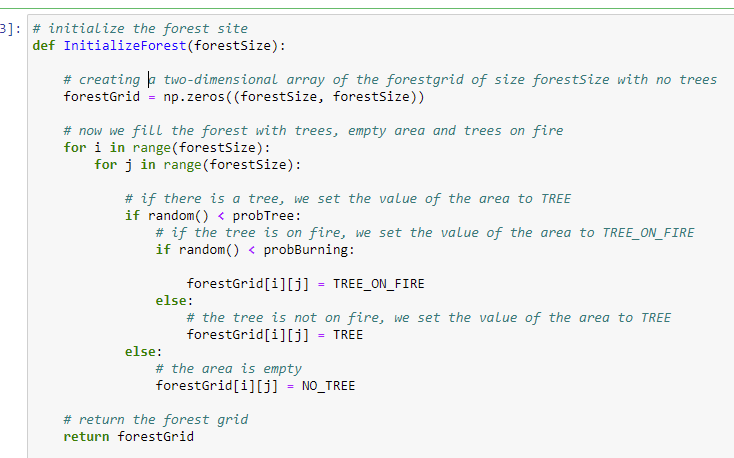 3]: # initialize the forest site
def InitializeForest(forestSize):
# creating a two-dimensional array of the forestgrid of size forestSize with no trees
forestGrid = np.zeros((forestSize, forestSize))
# now we fill the forest with trees, empty area and trees on fire
for i in range(forestSize):
for j in range(forestSize):
# if there is a tree, we set the value of the area to TREE
if random() < probTree:
# if the tree is on fire, we set the value of the area to TREE_ON_FIRE
if random() < probBurning:
forestGrid[i][j] = TREE_ON_FIRE
else:
# the tree is not on fire, we set the value of the area to TREE
forestGrid[i][j] = TREE
else:
# the area is empty
forestGrid[i][j] = NO_TREE
# return the forest grid
return forestGrid